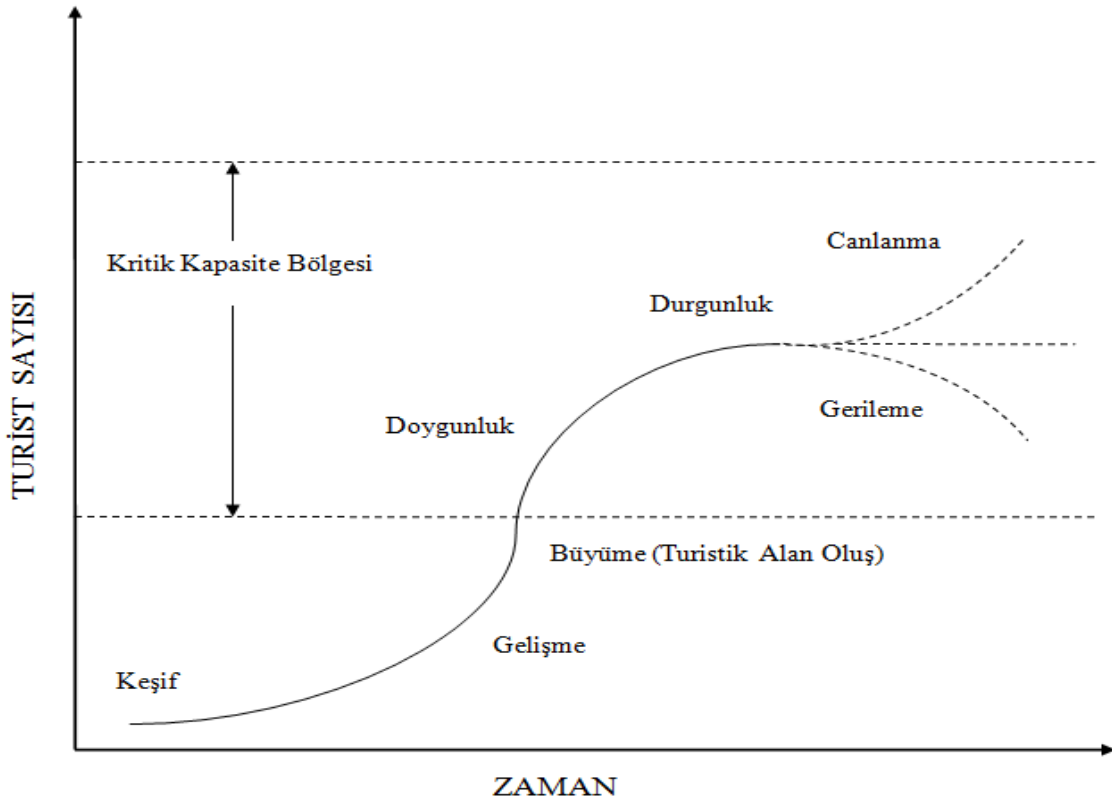 Canlanma
Kritik Kapasite Bölgesi
Durgunluk
TURİST SAYISI
Gerileme
Doygunluk
Büyüme (Turistik Alan Oluş)
Gelişme
Keşif
ZAMAN